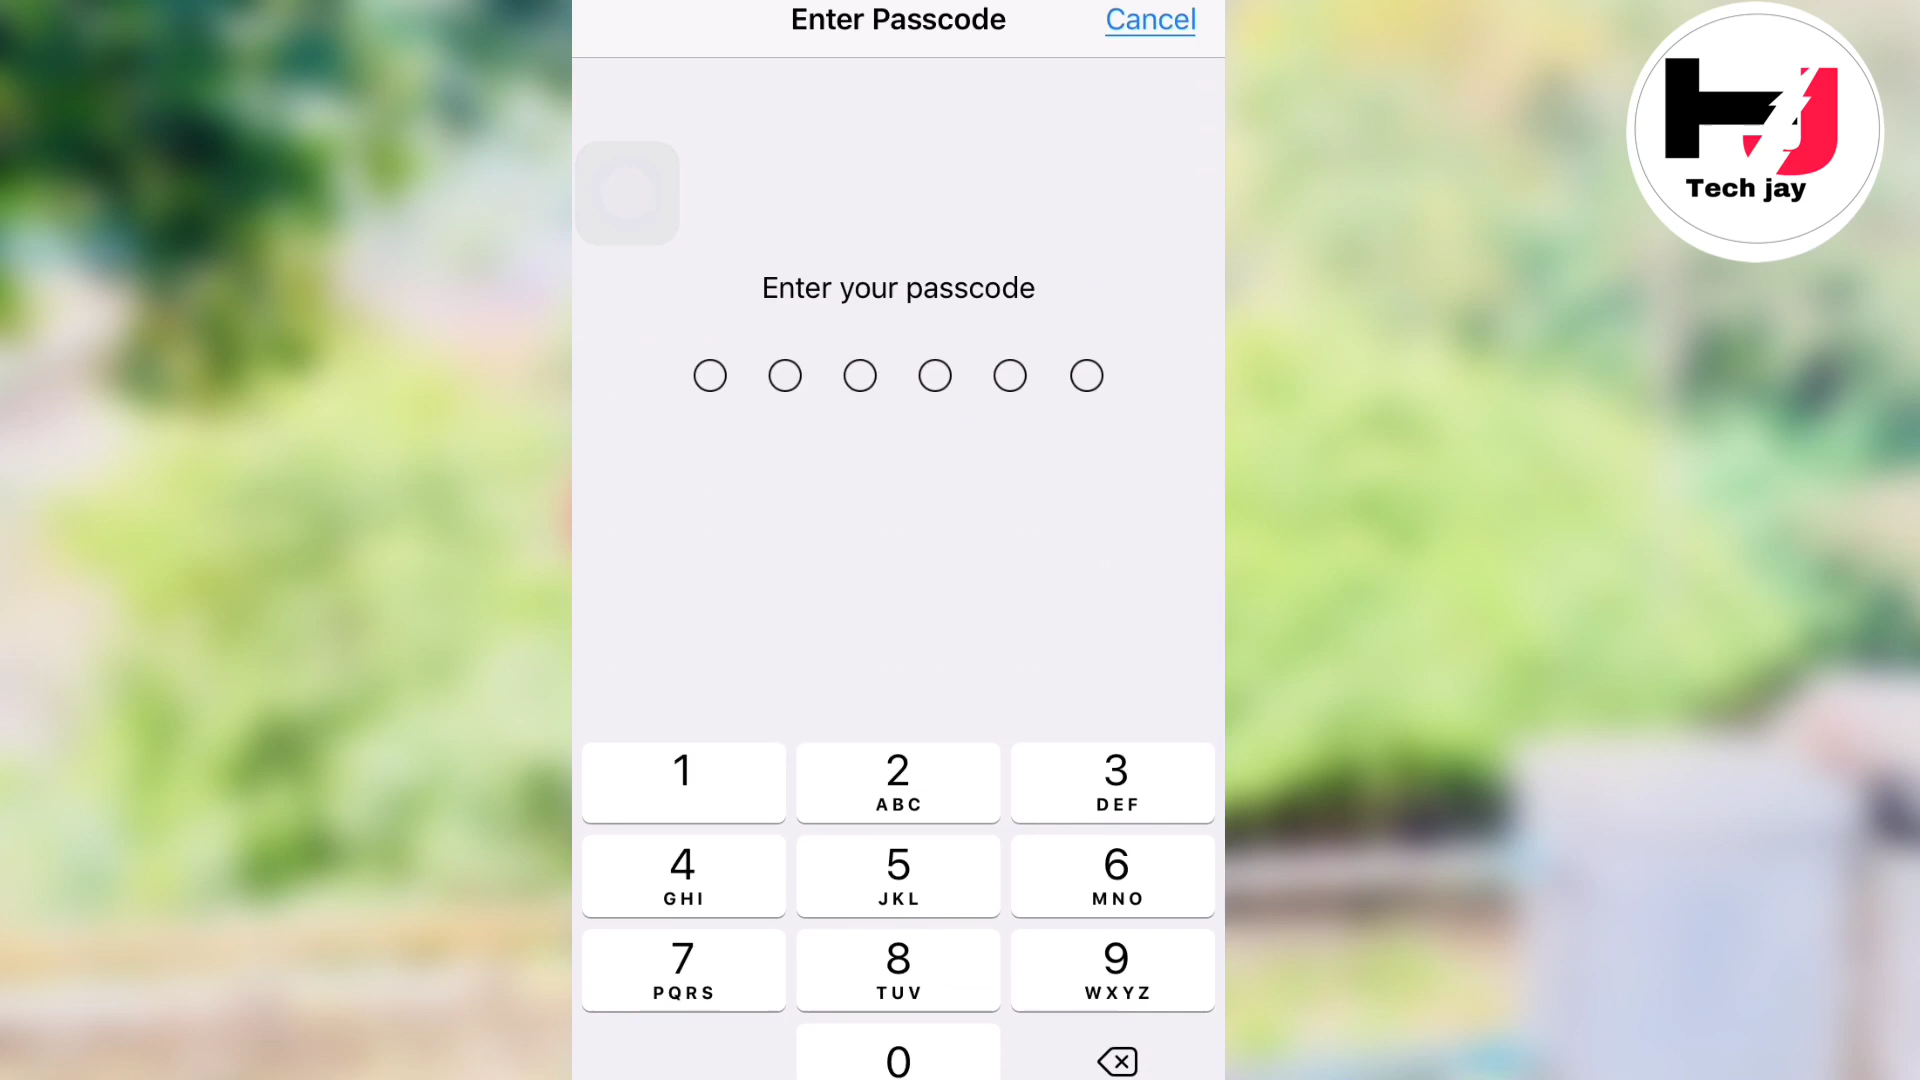 Enter Passcode
Cancel
HJ
Tech jay
Enter your passcode
1
2
ABC
3
DEF
4
GHI
5
JKL
6
MNO
7
PQRS
8
TUV
9
WXYZ
0